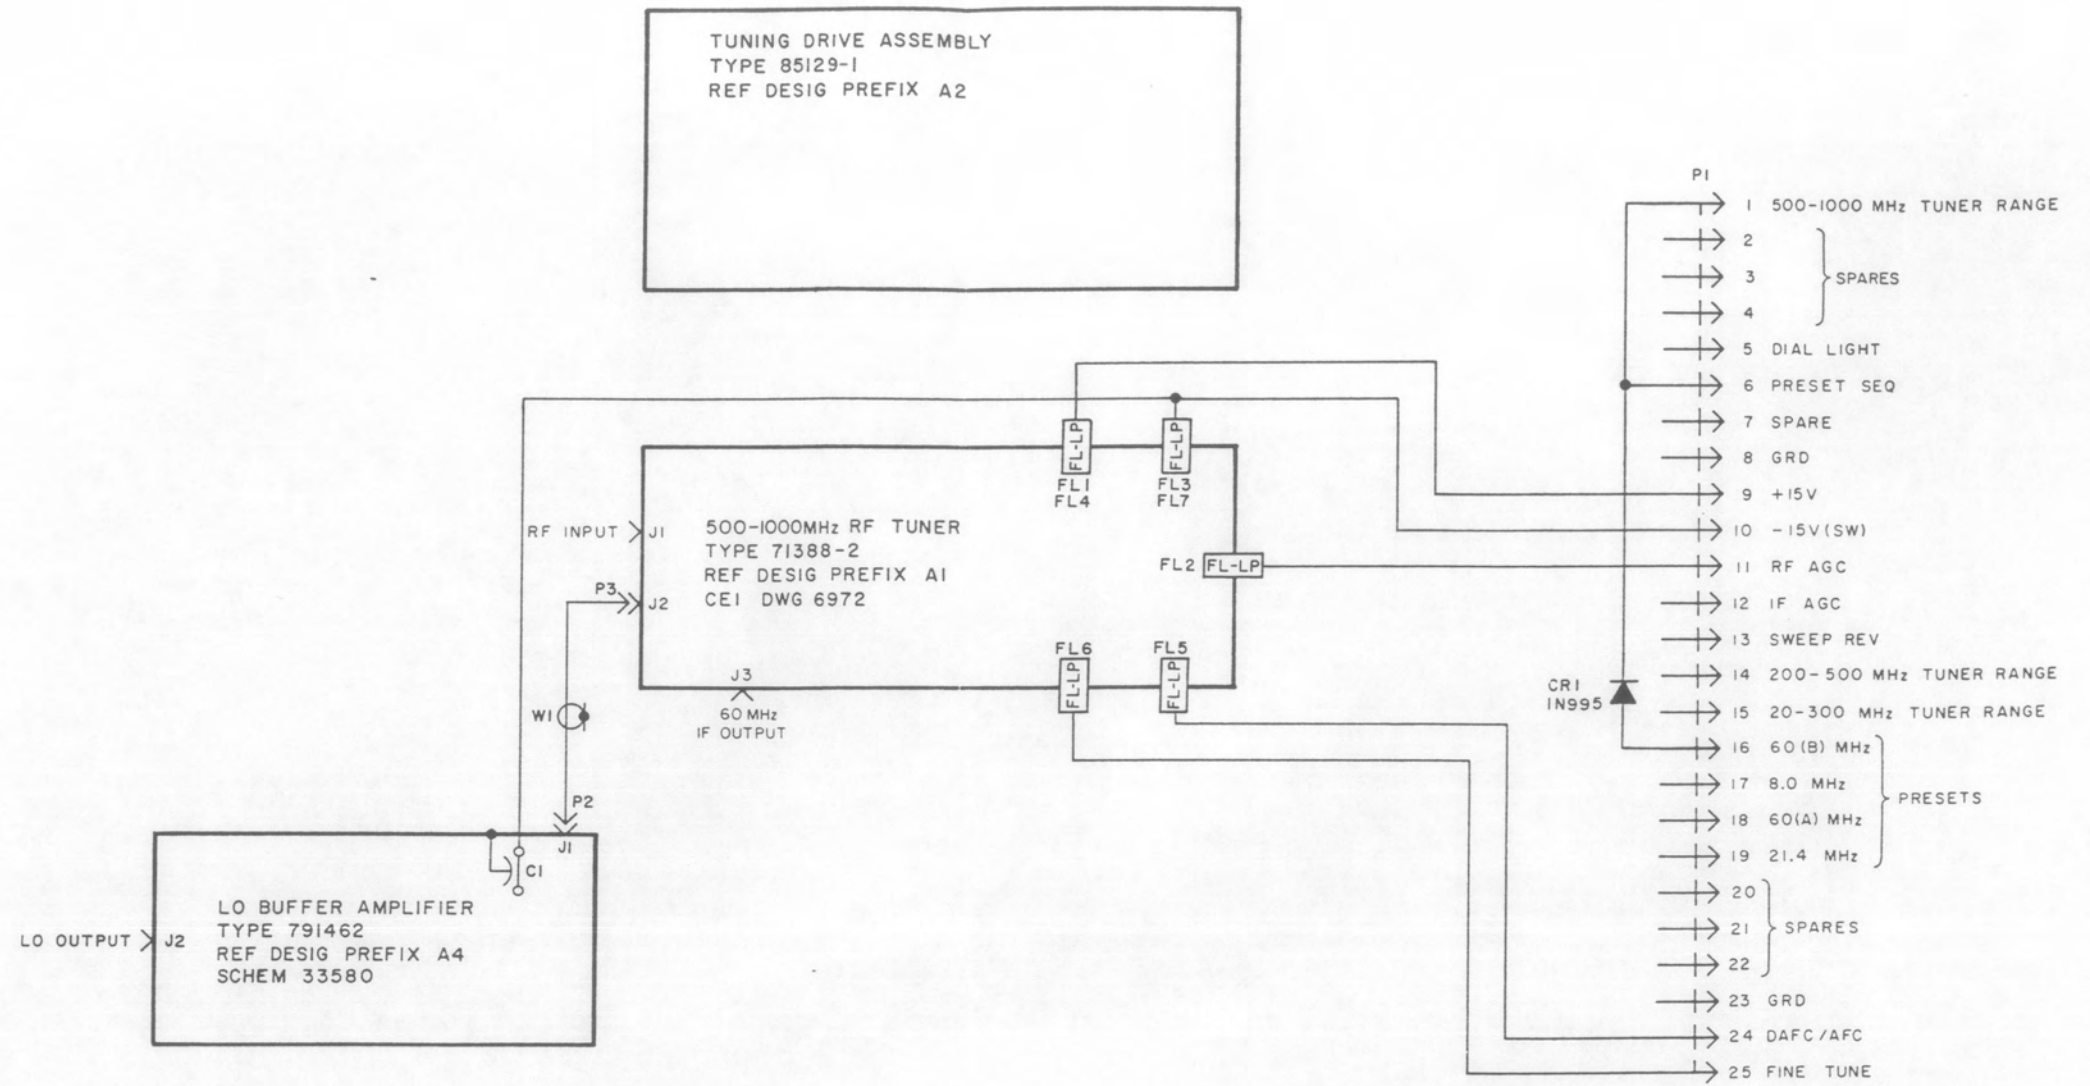 TUNING DRIVE ASSEMBLY
TYPE 85129-1
REF DESIG PREFIX A2
P1
1 500-1000 MHz TUNER RANGE
2
3
4
SPARES
5 DIAL LIGHT
6 PRESET SEQ
7 SPARE
8 GRD
9 +15V
10 -15V(SW)
11 RF AGC
12 IF AGC
13 SWEEP REV
14 200-500 MHz TUNER RANGE
15 20-300 MHz TUNER RANGE
16 60(B) MHz
17 8.0 MHz
18 60(A) MHz
19 21.4 MHz
PRESETS
20
21
22
SPARES
23 GRD
24 DAFC/AFC
25 FINE TUNE
CR1
1N995
FL-LP
FL1
FL4
FL-LP
FL3
FL7
RF INPUT
J1
500-1000MHz RF TUNER
TYPE 71388-2
REF DESIG PREFIX A1
CEI DWG 6972
FL2
FL-LP
P3
J2
FL6
FL-LP
FL5
FL-LP
J3
60 MHz
IF OUTPUT
W1
P2
J1
C1
LO BUFFER AMPLIFIER
TYPE 791462
REF DESIG PREFIX A4
SCHEM 33580
LO OUTPUT
J2